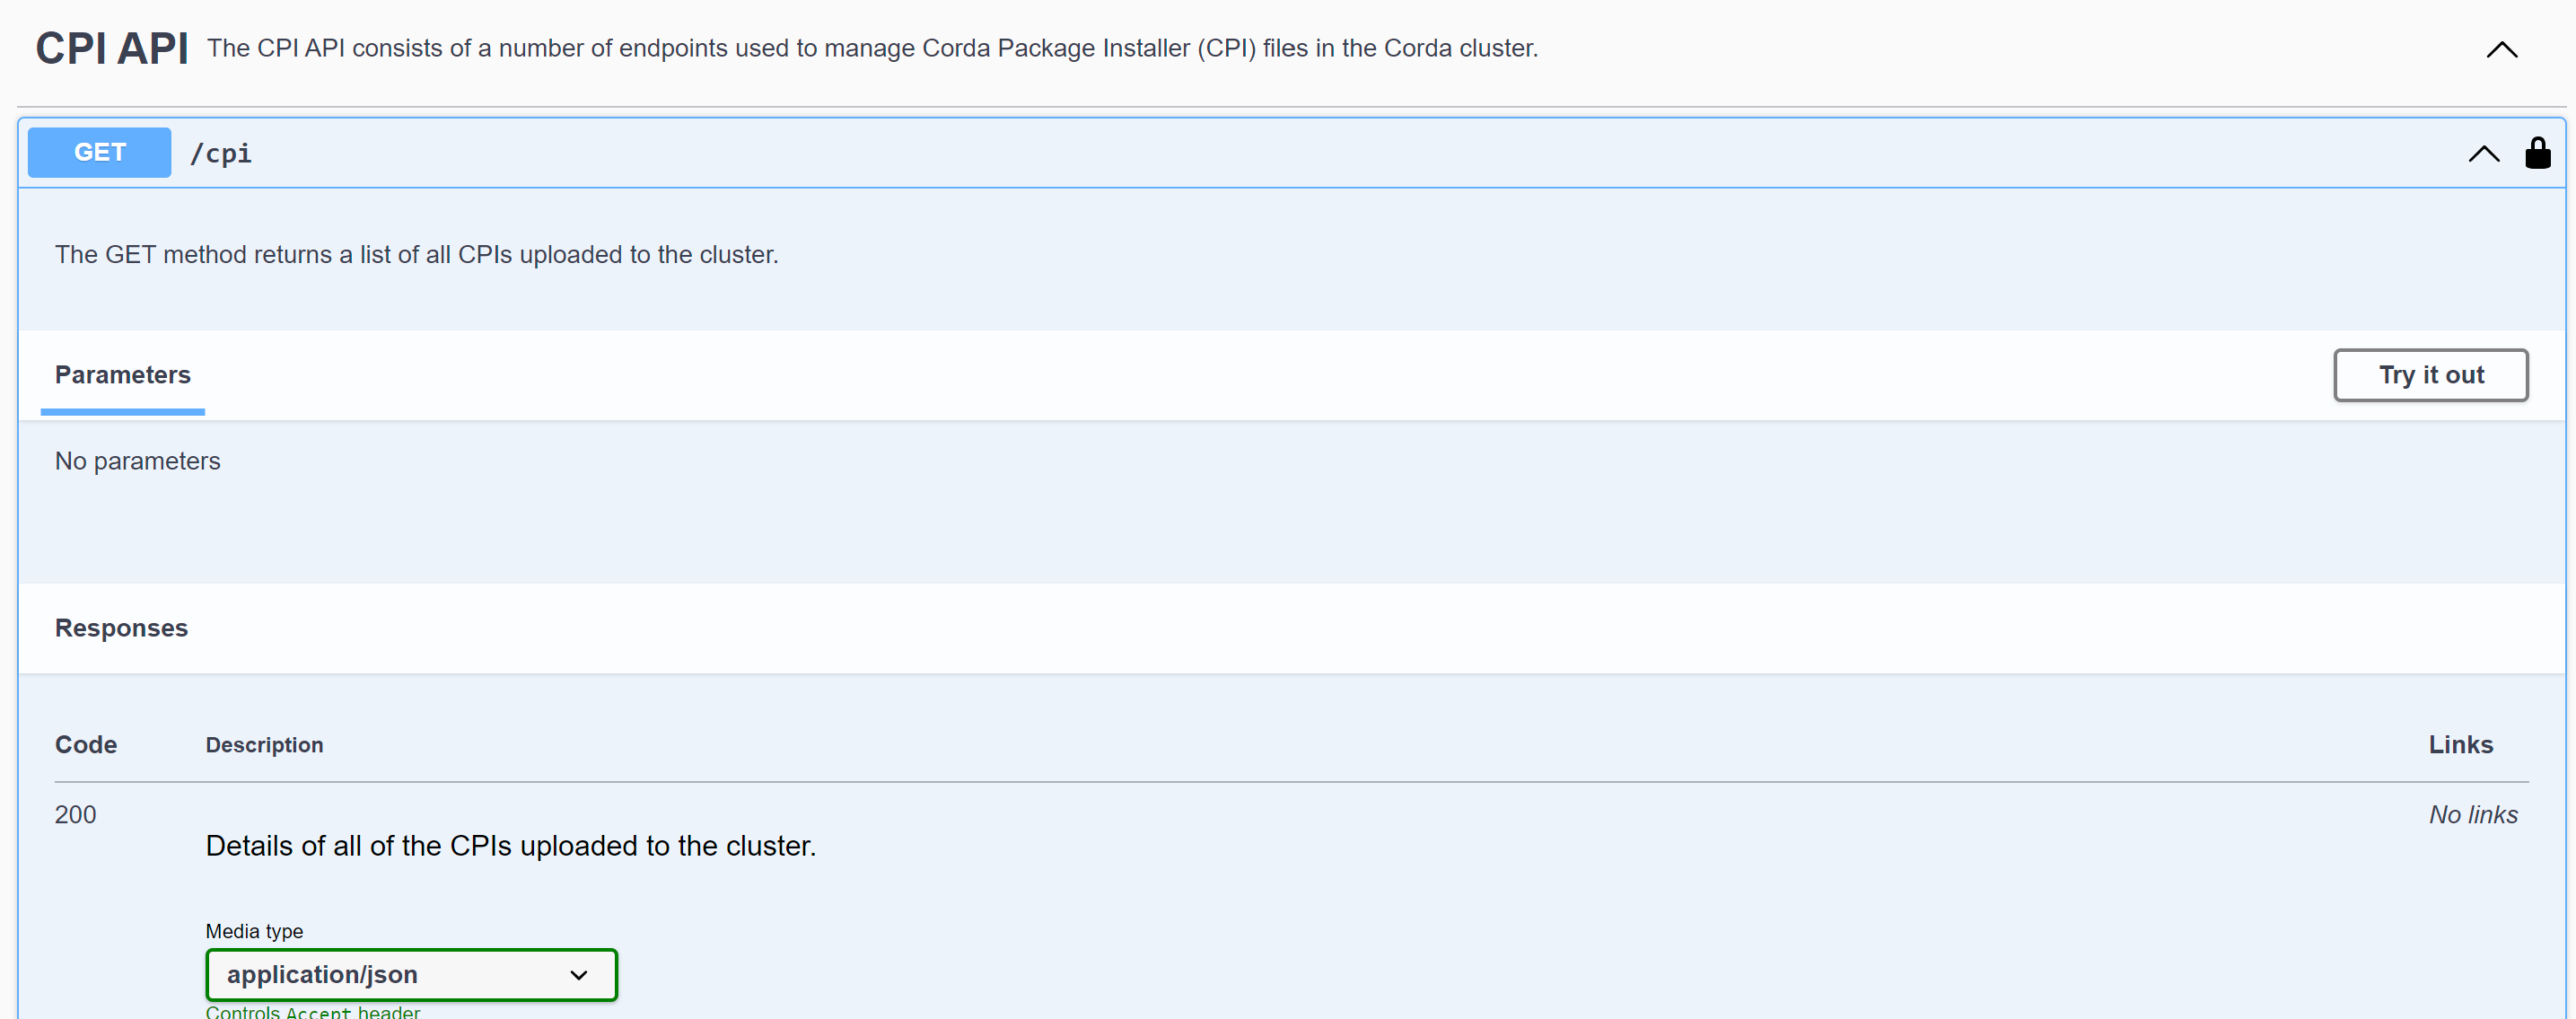 CPI API The CPI API consists of a number of endpoints used to manage Corda Package Installer (CPI) files in the Corda cluster.
GET /cpi
The GET method returns a list of all CPIs uploaded to the cluster.
Parameters Try it out
No parameters
Responses
Code Description Links
200 No links
Details of all of the CPIs uploaded to the cluster.
Media type
application/json
Controls Accept header